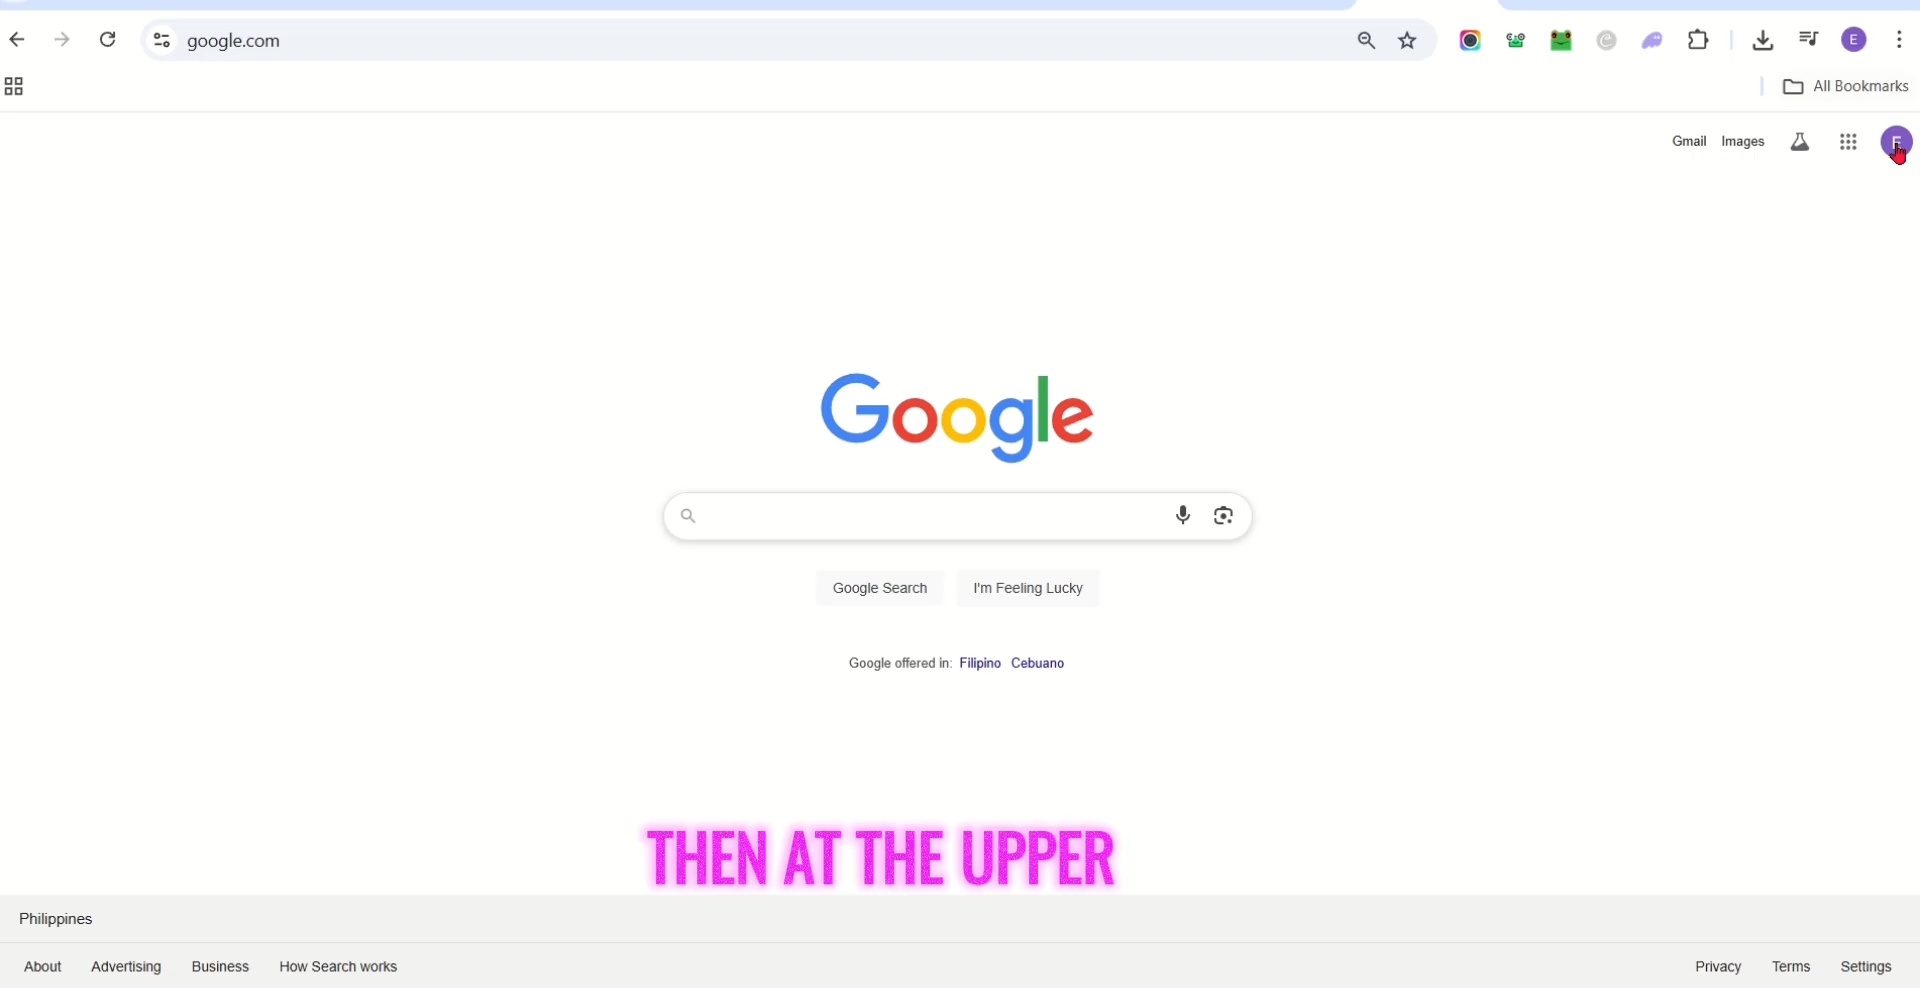 google.com
E
All Bookmarks
Gmail Images
E
Google
Google Search I'm Feeling Lucky
Google offered in: Filipino Cebuano
THEN AT THE UPPER
Philippines
About Advertising Business How Search works Privacy Terms Settings